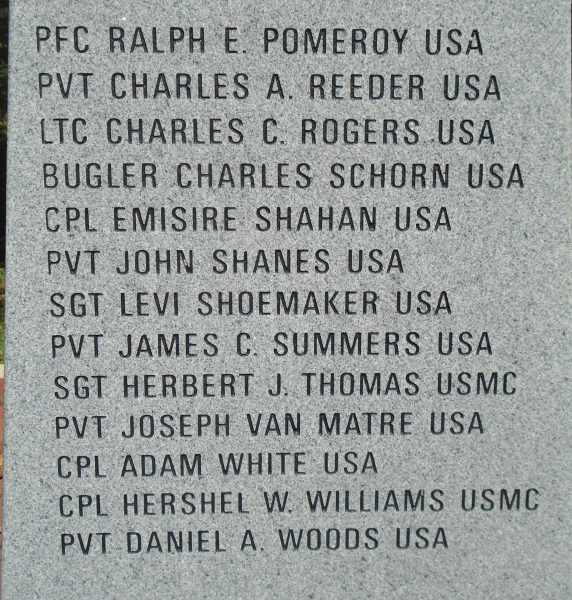 PFC RALPH E. POMEROY USA
PVT CHARLES A. REEDER USA
LTC CHARLES C. ROGERS USA
BUGLER CHARLES SCHORN USA
CPL EMISIRE SHAHAN USA
PVT JOHN SHANES USA
SGT LEVI SHOEMAKER USA
PVT JAMES C. SUMMERS USA
SGT HERBERT J. THOMAS USMC
PVT JOSEPH VAN MATRE USA
CPL ADAM WHITE USA
CPL HERSHEL W. WILLIAMS USMC
PVT DANIEL A. WOODS USA